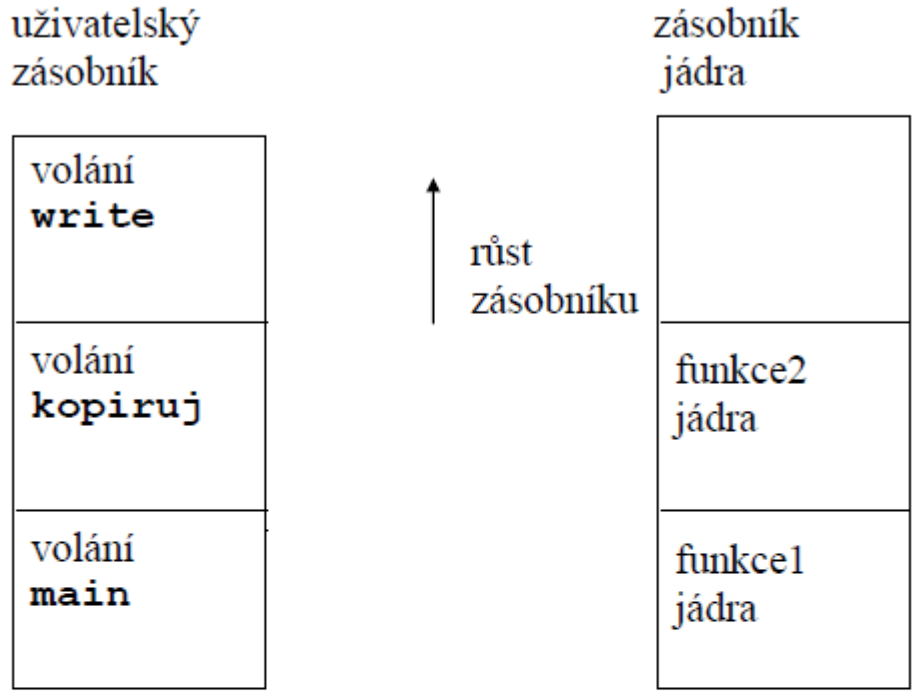 uživatelský
zásobník
volání
write
volání
kopiruj
volání
main
růst
zásobníku
zásobník
jádra
funkce2
jádra
funkce1
jádra